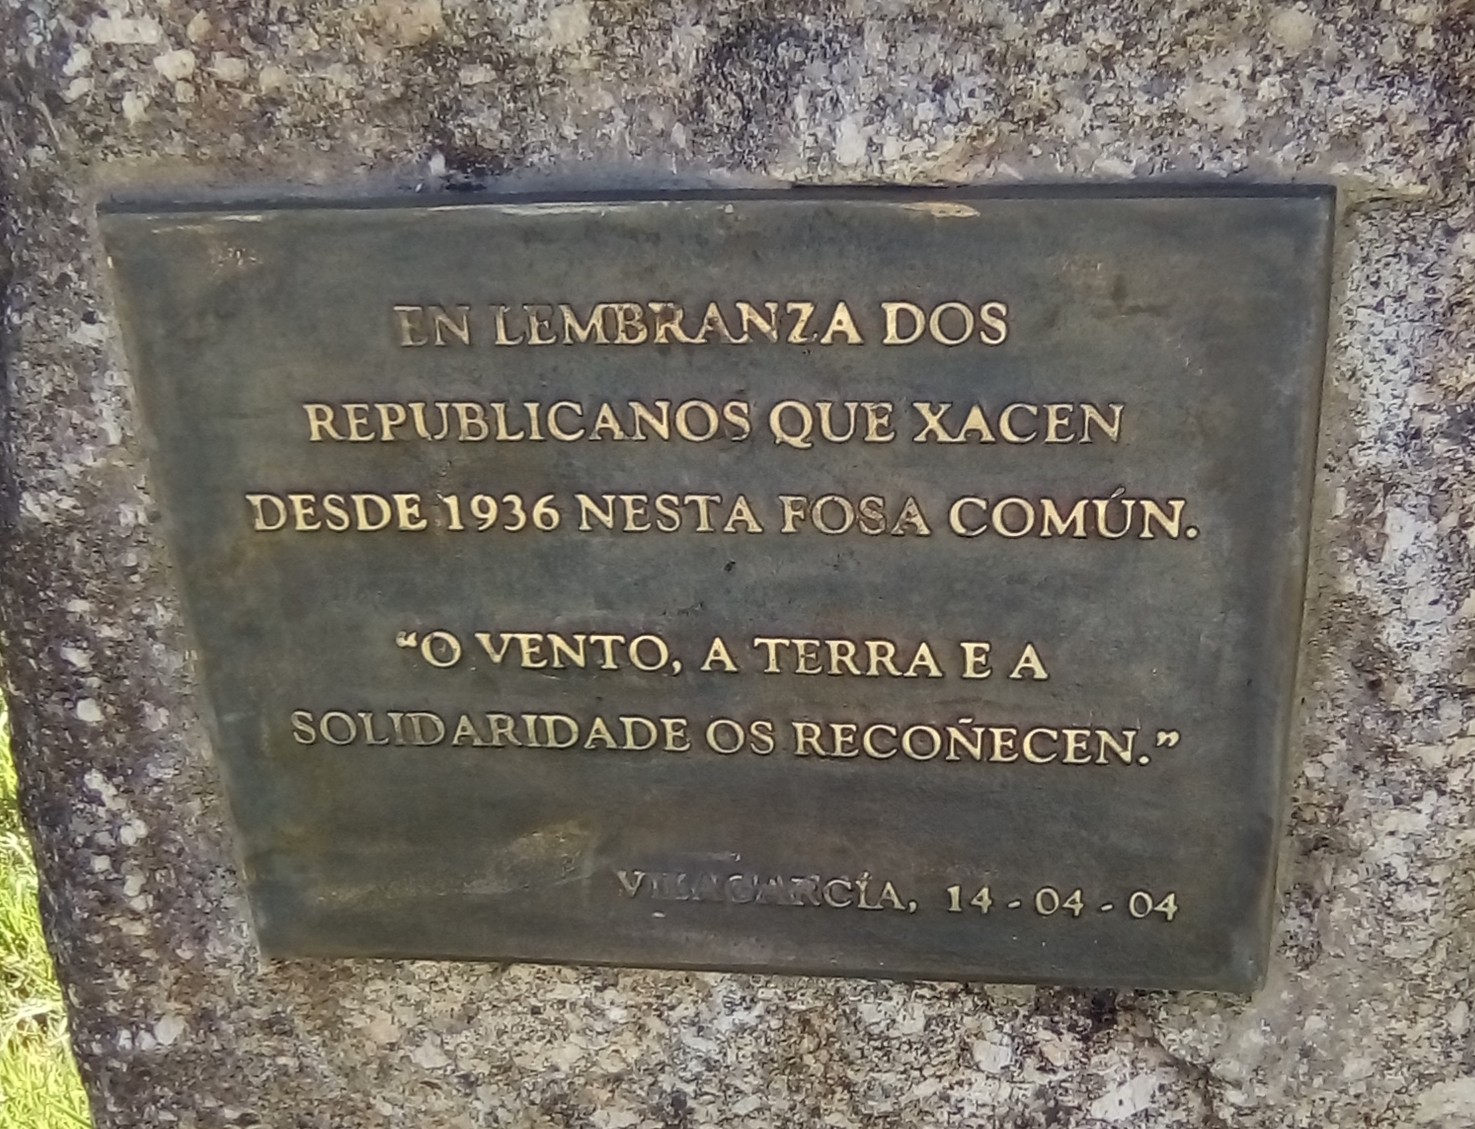 EN LEMBRANZA DOS
REPUBLICANOS QUE XACEN
DESDE 1936 NESTA FOSA COMÚN.
“O VENTO, A TERRA E A
SOLIDARIDADE OS RECOÑECEN.”
VILAGARCÍA, 14 - 04 - 04